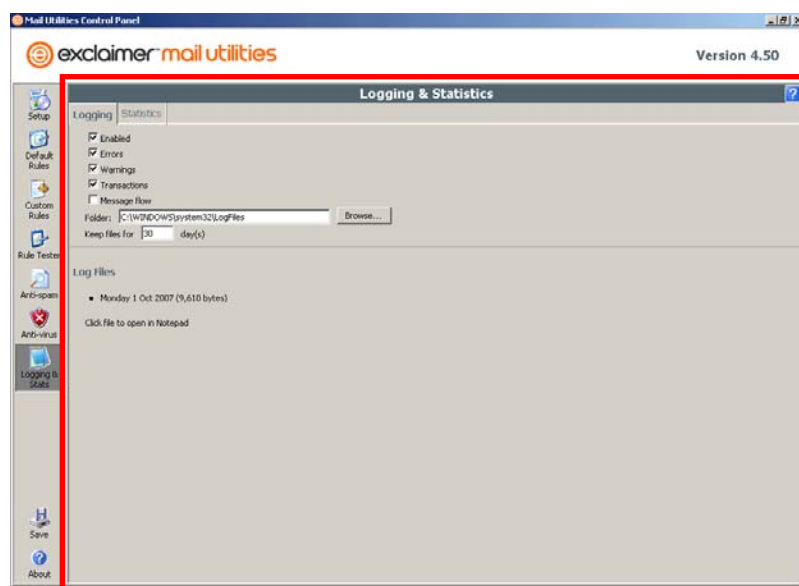 Mail Utilities Control Panel
exclaimer mail utilities
Version 4.50
Logging & Statistics
?
Setup
Default
Rules
Custom
Rules
Rule Tester
Anti-spam
Anti-virus
Logging &
Stats
Save
About
Logging Statistics
Enabled
Errors
Warnings
Transactions
Message flow
Folder: C:\WINDOWS\system32\LogFiles Browse...
Keep files for 30 day(s)
Log Files
Monday 1 Oct 2007 (9,610 bytes)
Click file to open in Notepad